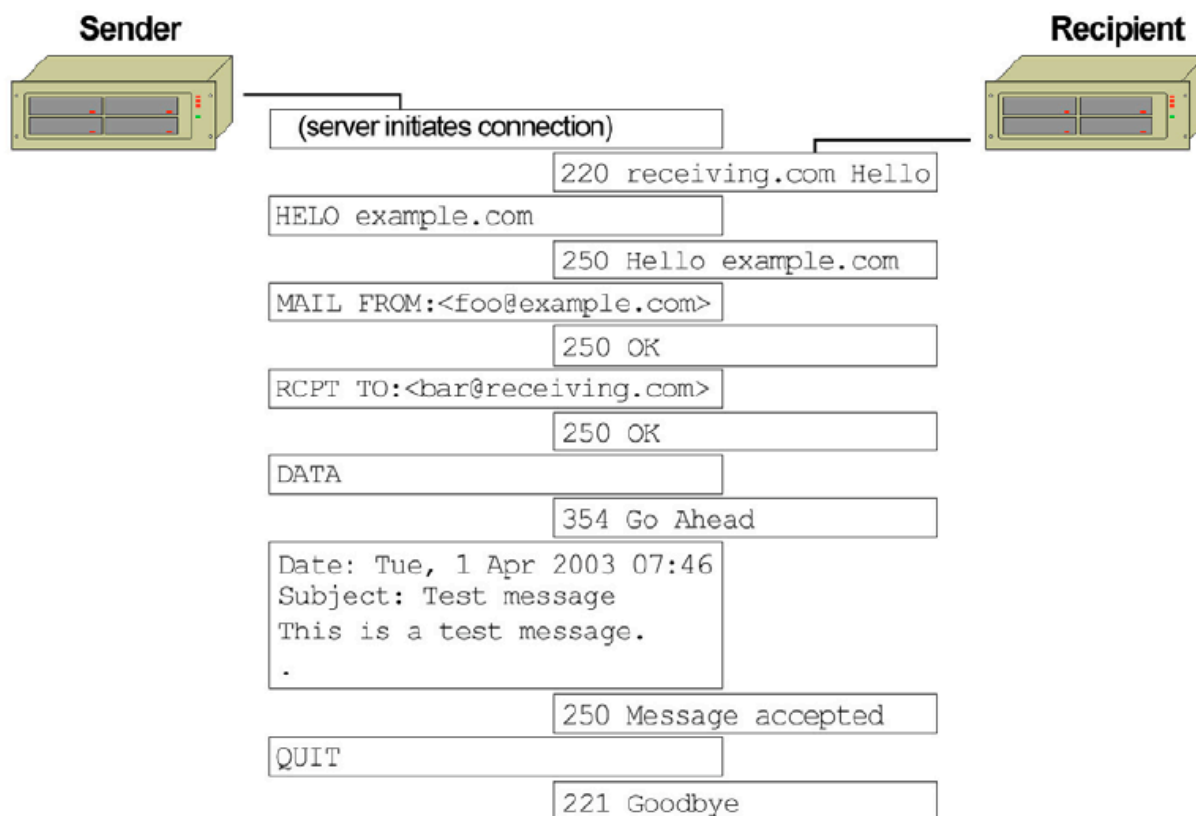 Sender
Recipient
(server initiates connection)
220 receiving.com Hello
HELO example.com
250 Hello example.com
MAIL FROM:<foo@example.com>
250 OK
RCPT TO:<bar@receiving.com>
250 OK
DATA
354 Go Ahead
Date: Tue, 1 Apr 2003 07:46
Subject: Test message
This is a test message.
.
250 Message accepted
QUIT
221 Goodbye